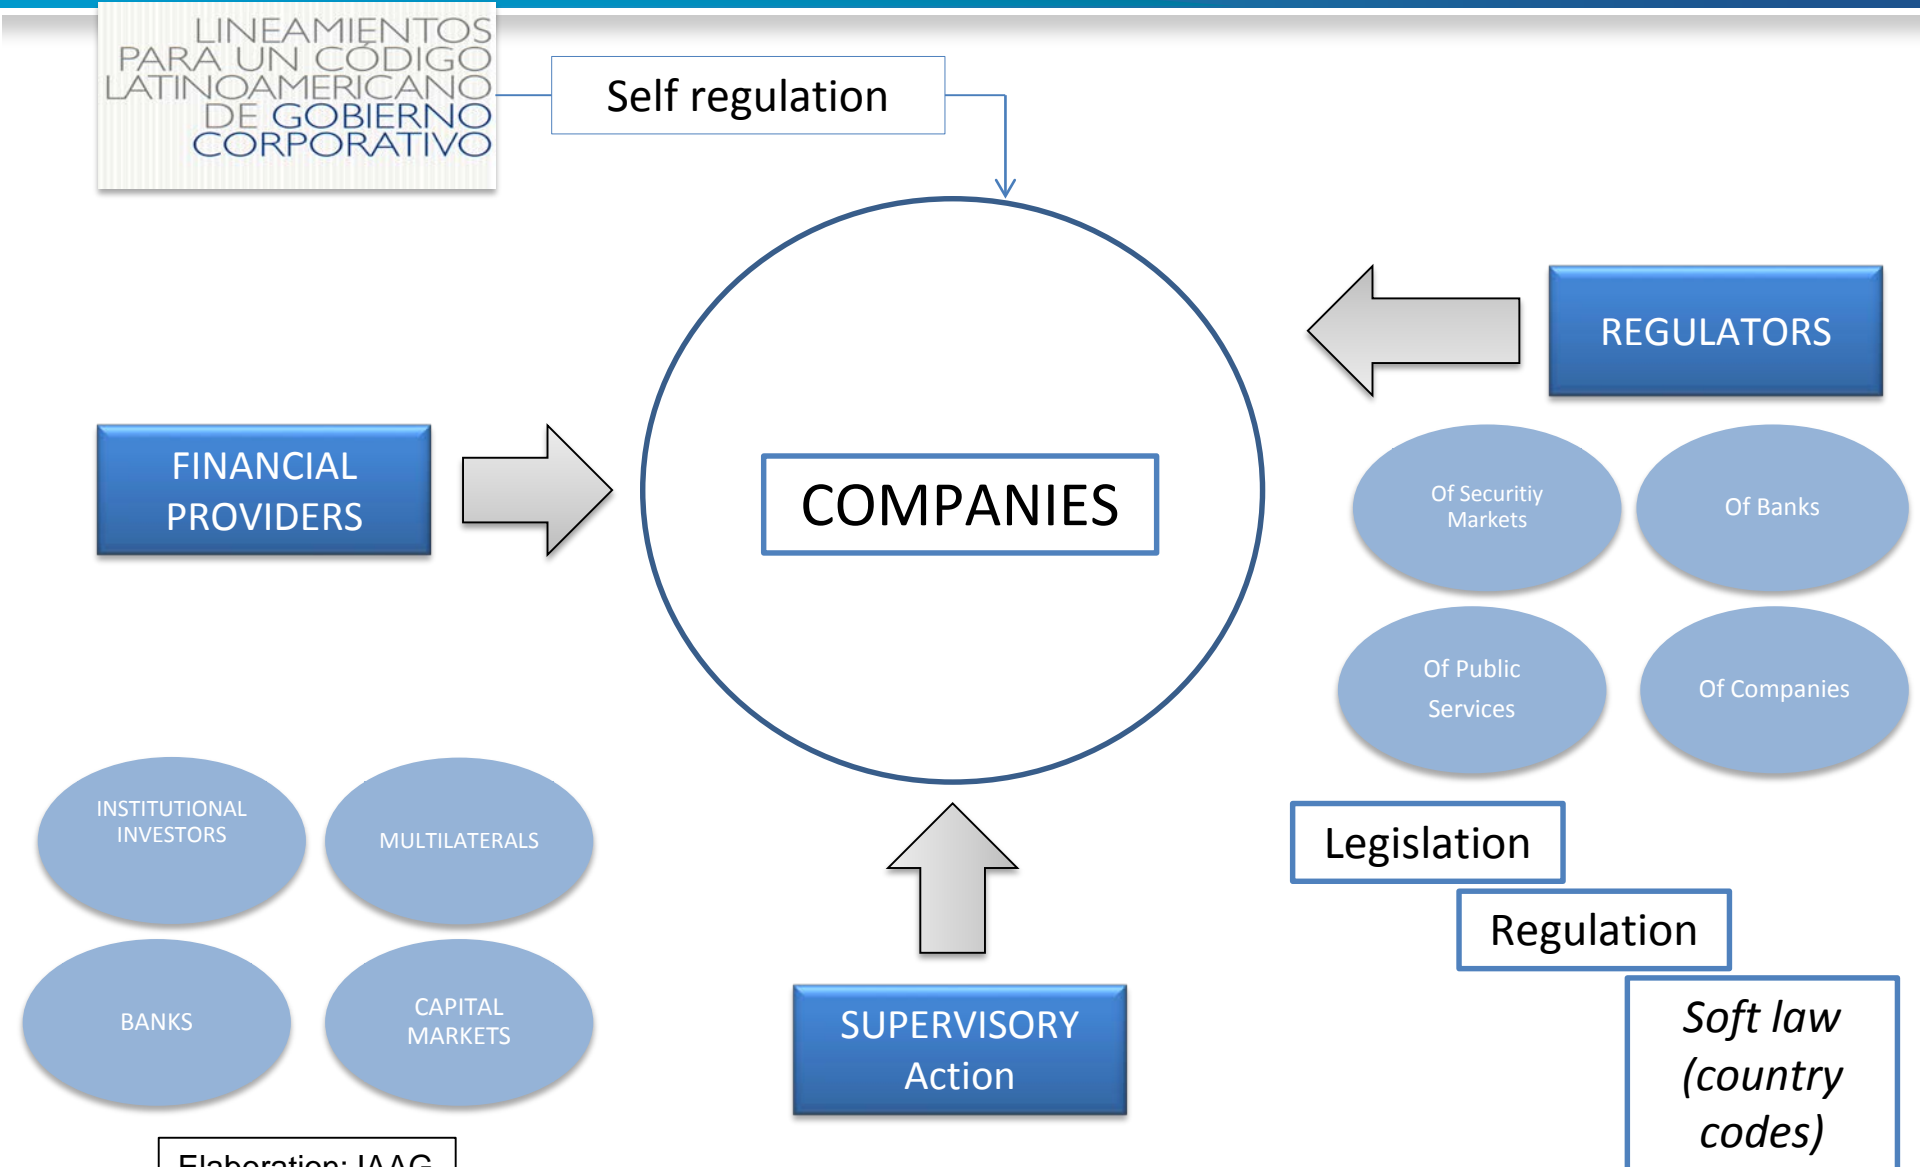 LINEAMIENTOS
PARA UN CÓDIGO
LATINOAMERICANO
DE GOBIERNO
CORPORATIVO
Self regulation
REGULATORS
FINANCIAL
PROVIDERS
COMPANIES
Of Securitiy
Markets
Of Banks
Of Public
Services
Of Companies
INSTITUTIONAL
INVESTORS
MULTILATERALS
BANKS
CAPITAL
MARKETS
SUPERVISORY
Action
Legislation
Regulation
Soft law
(country
codes)
Elaboration: IAAG